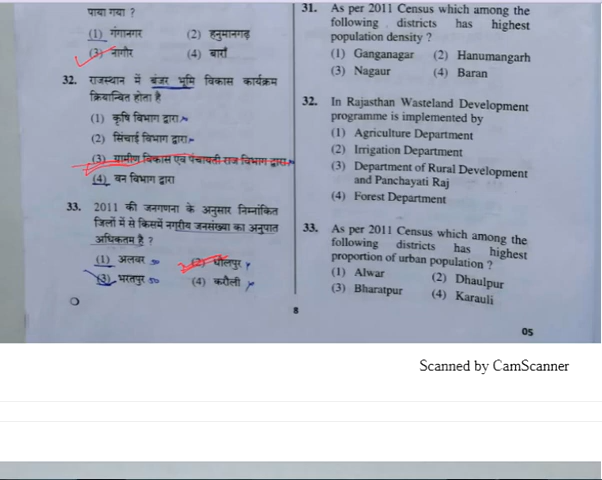 पाया गया ?
(1) गंगानगर (2) हनुमानगढ़
(3) नागौर (4) बाराँ
32. राजस्थान में बंजर भूमि विकास कार्यक्रम
क्रियान्वित होता है
(1) कृषि विभाग द्वारा
(2) सिंचाई विभाग द्वारा
(3) ग्रामीण विकास एवं पंचायती राज विभाग द्वारा
(4) वन विभाग द्वारा
33. 2011 की जनगणना के अनुसार निम्नांकित
जिलों में से किसमें नगरीय जनसंख्या का अनुपात
अधिकतम है ?
(1) अलवर (2) धौलपुर
(3) भरतपुर (4) करौली
31. As per 2011 Census which among the
following districts has highest
population density ?
(1) Ganganagar (2) Hanumangarh
(3) Nagaur (4) Baran
32. In Rajasthan Wasteland Development
programme is implemented by
(1) Agriculture Department
(2) Irrigation Department
(3) Department of Rural Development
and Panchayati Raj
(4) Forest Department
33. As per 2011 Census which among the
following districts has highest
proportion of urban population ?
(1) Alwar (2) Dhaulpur
(3) Bharatpur (4) Karauli
8
05
Scanned by CamScanner